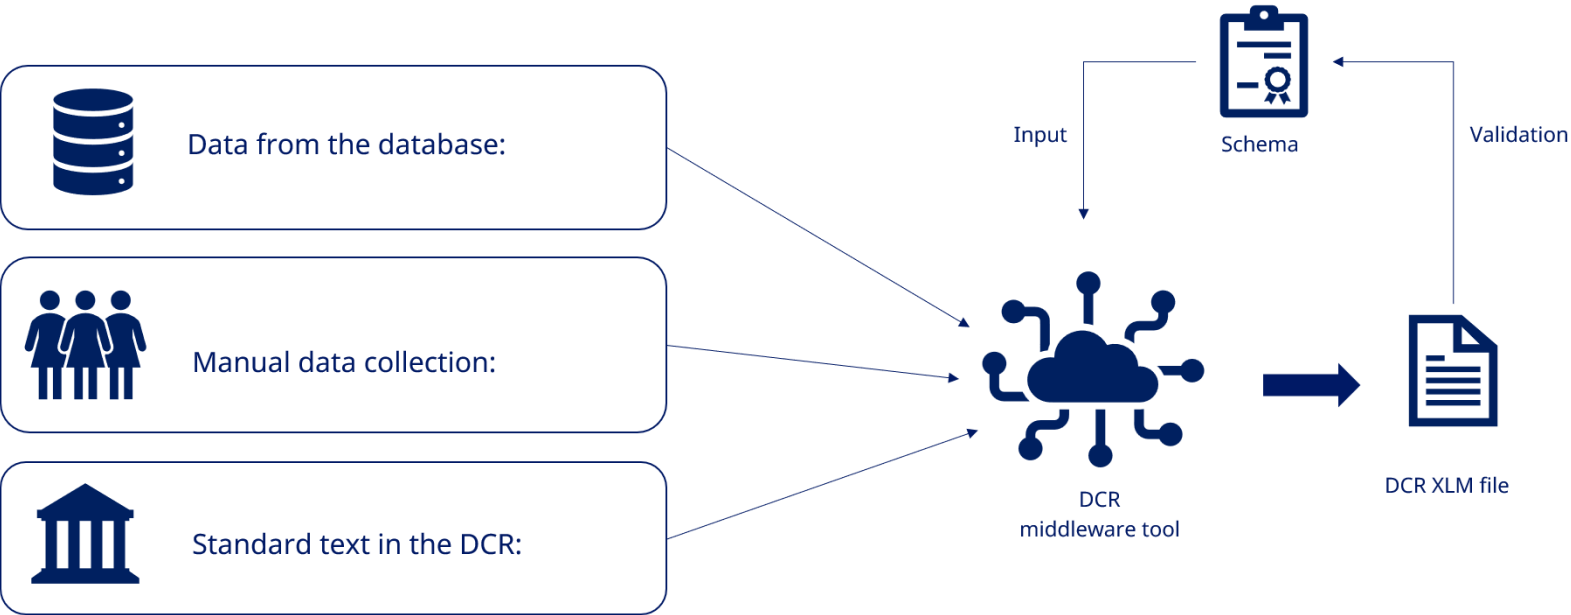 Data from the database:
Manual data collection:
Standard text in the DCR:
Input
Schema
Validation
DCR
middleware tool
DCR XLM file